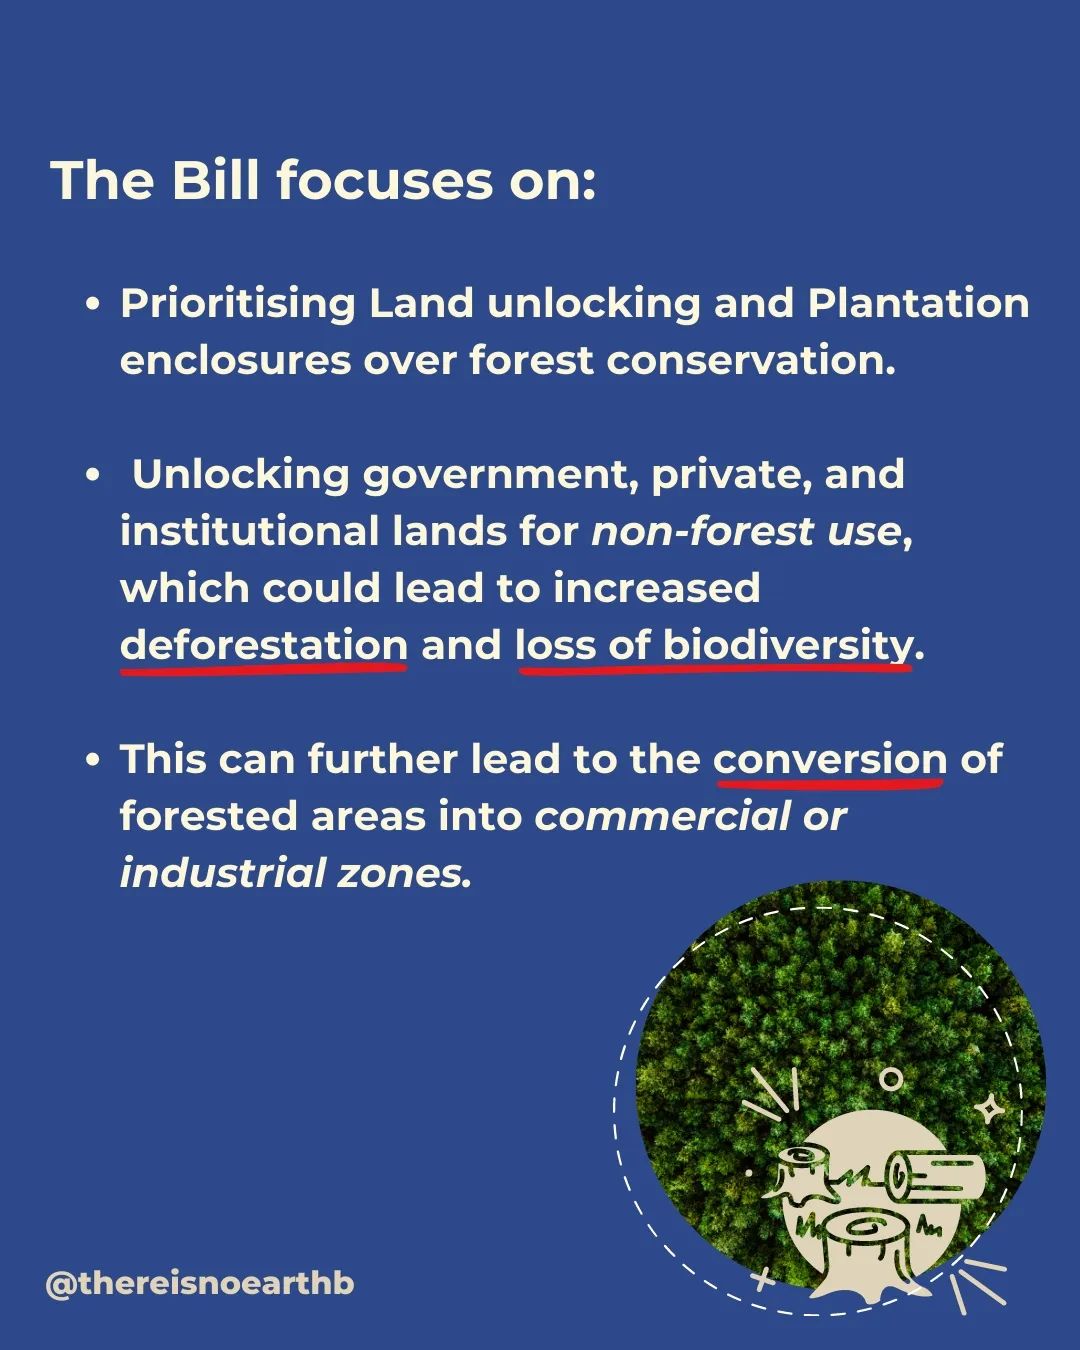 The Bill focuses on:
• Prioritising Land unlocking and Plantation
enclosures over forest conservation.
• Unlocking government, private, and
institutional lands for non-forest use,
which could lead to increased
deforestation and loss of biodiversity.
• This can further lead to the conversion of
forested areas into commercial or
industrial zones.
@thereisnoearthb